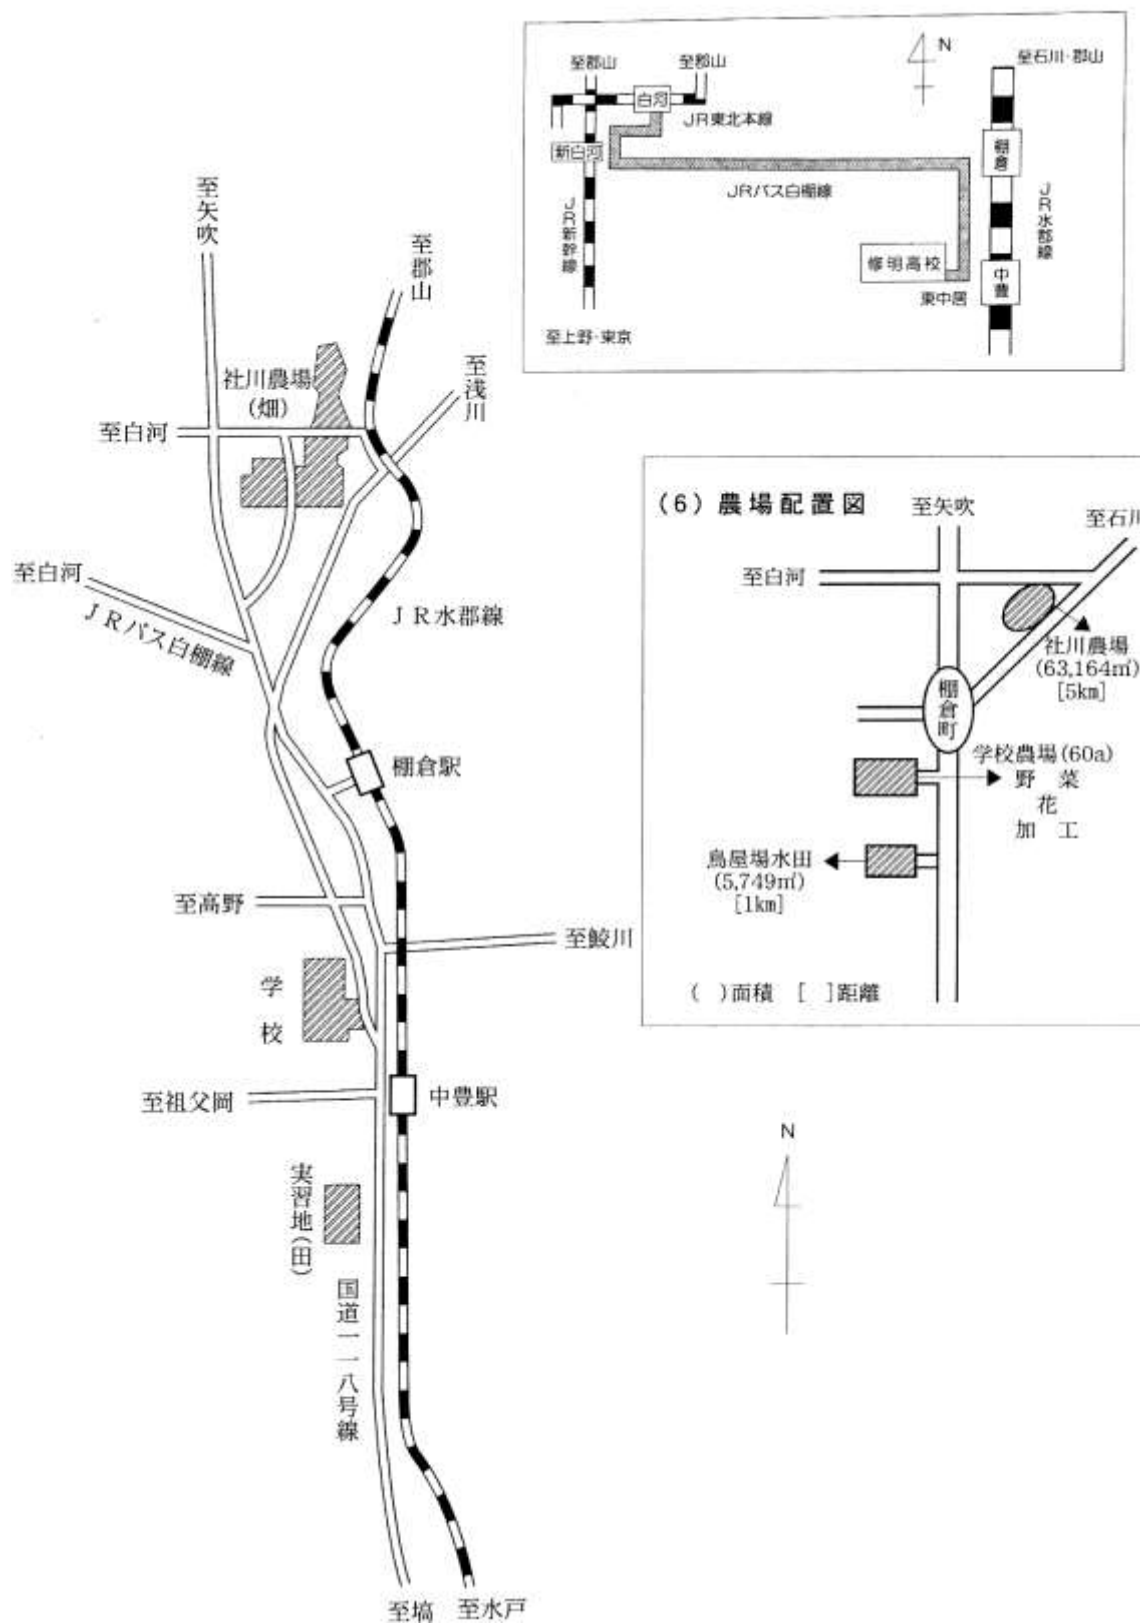 至郡山
至郡山
N
至石川・郡山
白河
JR東北本線
新白河
棚倉
JRバス白棚線
JR新幹線
JR水郡線
修明高校
東中居
中豊
至上野・東京
至矢吹
至郡山
至浅川
社川農場
(畑)
至白河
至白河
JRバス白棚線
JR水郡線
棚倉駅
至高野
至鮫川
学校
至祖父岡
中豊駅
実習地(田)
国道一一八号線
至塙
至水戸
(6) 農場配置図
至矢吹
至石川
至白河
社川農場
(63,164㎡)
[5km]
棚倉町
学校農場(60a)
野菜
花
加工
鳥屋場水田
(5,749㎡)
[1km]
( )面積 [ ]距離
N